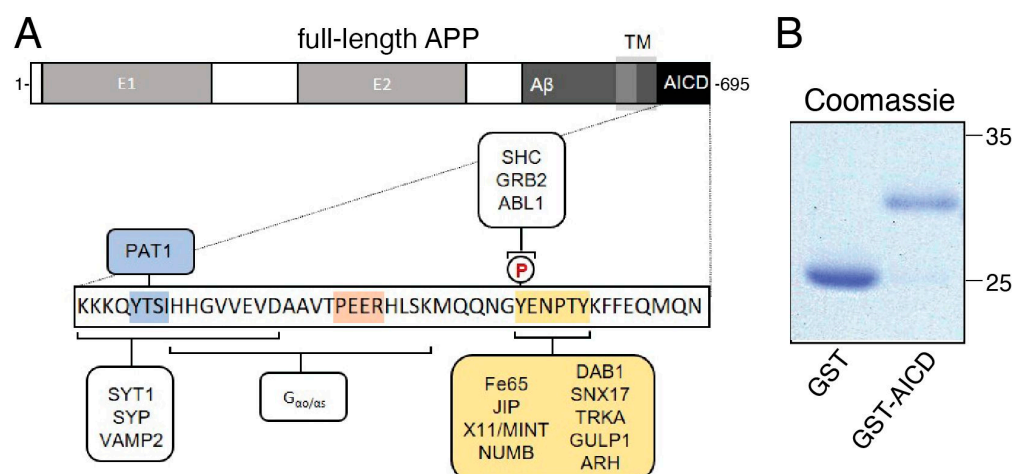 A
full-length APP
TM
1-
E1
E2
Aβ
AICD
-695
SHC
GRB2
ABL1
PAT1
P
KKKQYTSIHHGVVEVDAAVTPEERHLSKMQQNGYENPTYKFFEQMQN
SYT1
SYP
VAMP2
Gαo/αs
Fe65
JIP
X11/MINT
NUMB
DAB1
SNX17
TRKA
GULP1
ARH
B
Coomassie
35
25
GST
GST-AICD